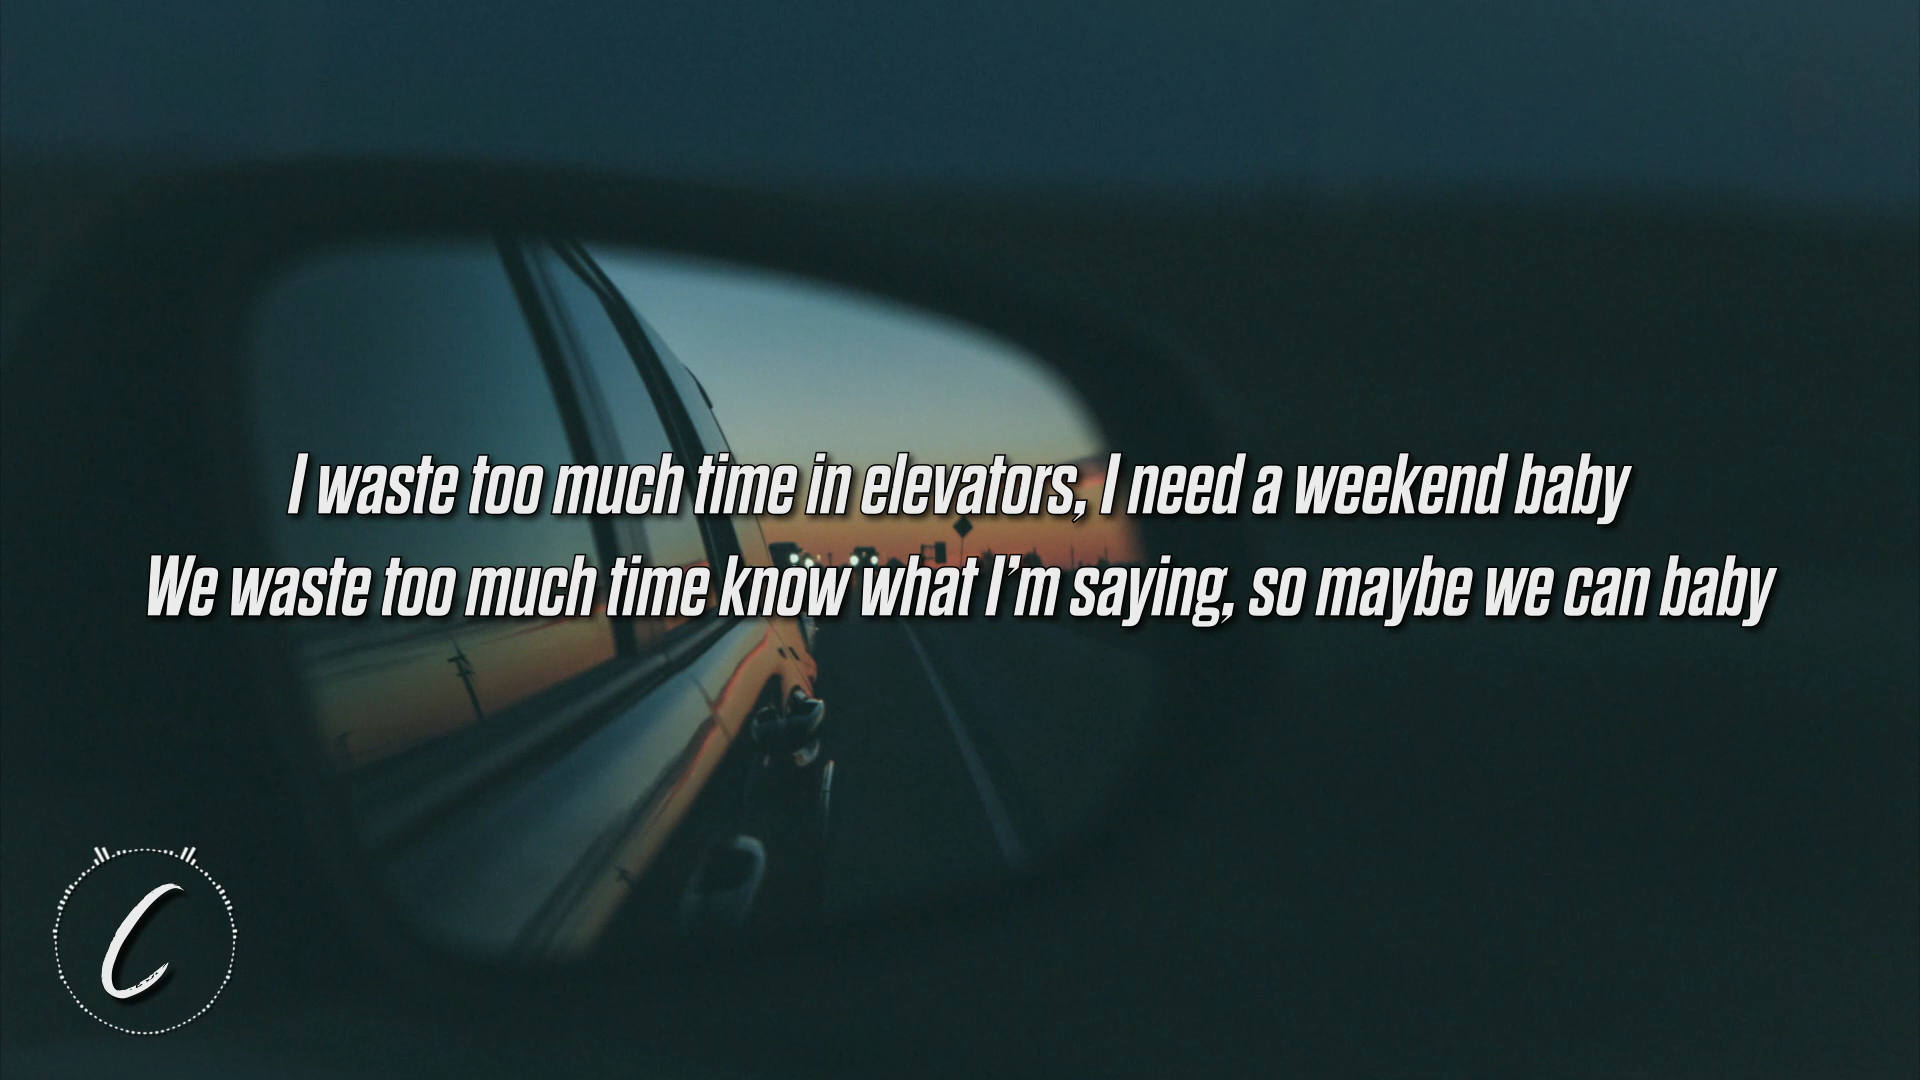 I waste too much time in elevators, I need a weekend baby
We waste too much time know what I'm saying, so maybe we can baby
C